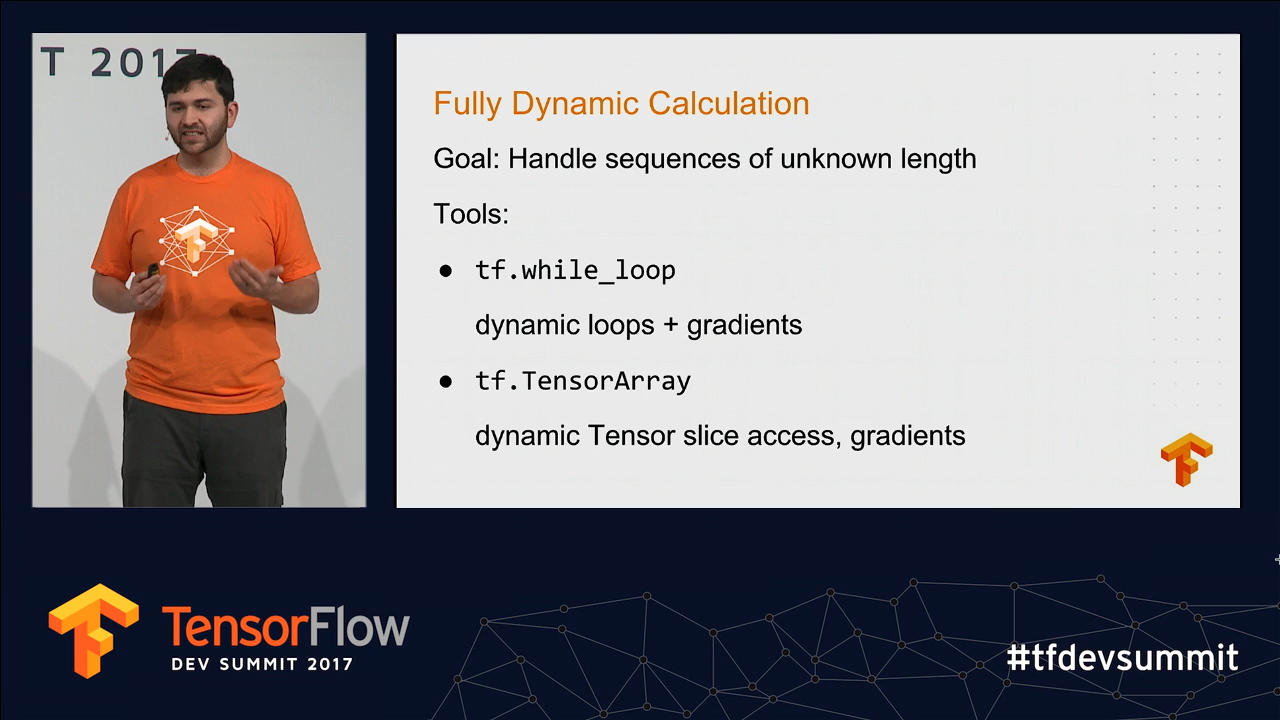 T 2017
Fully Dynamic Calculation
Goal: Handle sequences of unknown length
Tools:
● tf.while_loop
dynamic loops + gradients
● tf.TensorArray
dynamic Tensor slice access, gradients
TensorFlow
DEV SUMMIT 2017
#tfdevsummit